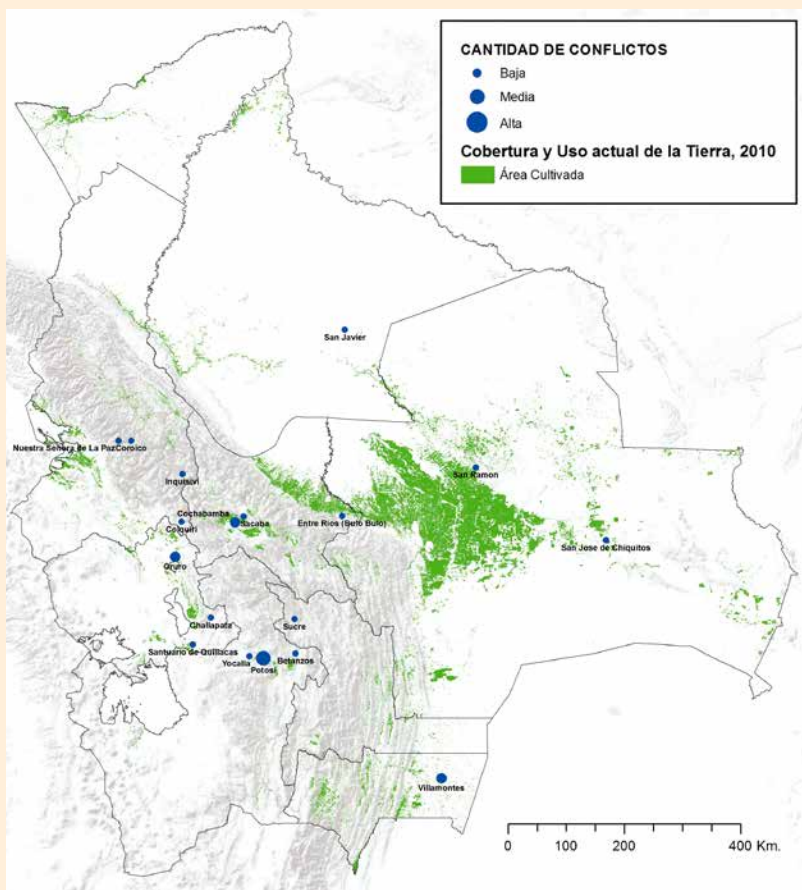 CANTIDAD DE CONFLICTOS
Baja
Media
Alta
Cobertura y Uso actual de la Tierra, 2010
Área Cultivada
San Javier
Nuestra Señora de La Paz
Coroico
San Ramon
Inquisivi
Cochabamba
Sacaba
Colquiri
Entre Rios (Bulo Bulo)
San Jose de Chiquitos
Oruro
Challapata
Sucre
Santuario de Quillacas
Yocalla
Betanzos
Potosí
Villamontes
0 100 200 400 Km.